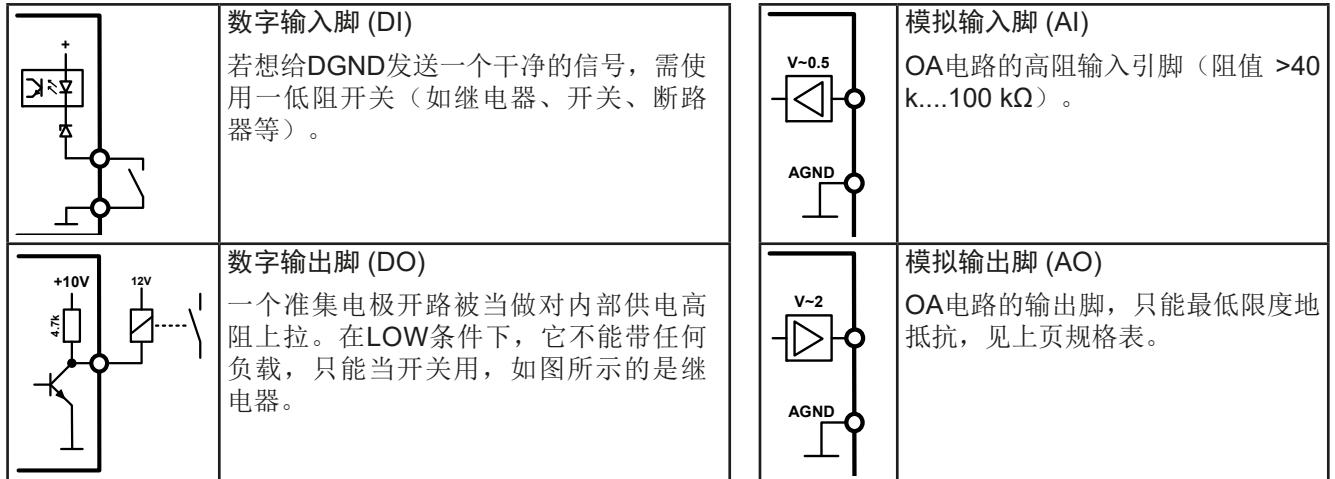 +
数字输入脚 (DI)
若想给DGND发送一个干净的信号，需使
用一低阻开关（如继电器、开关、断路
器等）。
V~0.5
AGND
模拟输入脚 (AI)
OA电路的高阻输入引脚（阻值 >40
k....100 kΩ）。
+10V
12V
4.7k
数字输出脚 (DO)
一个准集电极开路被当做对内部供电高
阻上拉。在LOW条件下，它不能带任何
负载，只能当开关用，如图所示的是继
电器。
V~2
AGND
模拟输出脚 (AO)
OA电路的输出脚，只能最低限度地
抵抗，见上页规格表。